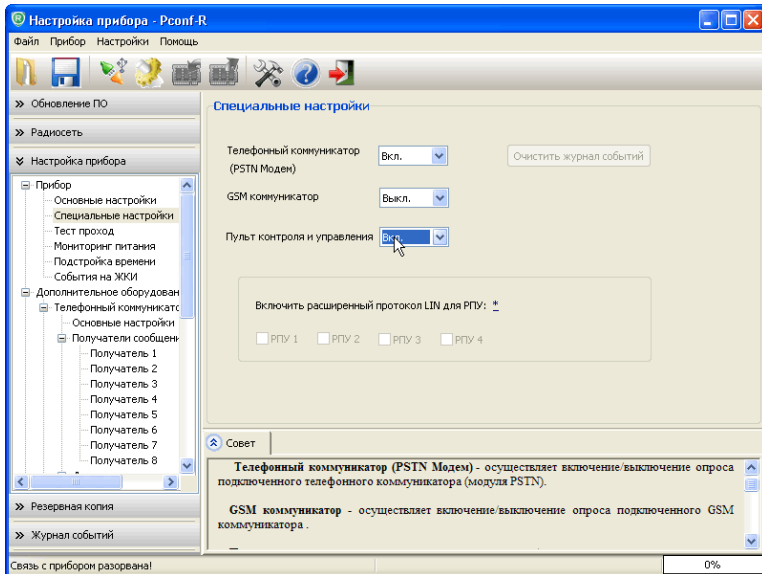 Настройка прибора - Pconf-R
Файл Прибор Настройки Помощь
Обновление ПО
Радиосеть
Настройка прибора
Прибор
Основные настройки
Специальные настройки
Тест проход
Мониторинг питания
Подстройка времени
События на ЖКИ
Дополнительное оборудован
Телефонный коммуникатс
Основные настройки
Получатели сообщени
Получатель 1
Получатель 2
Получатель 3
Получатель 4
Получатель 5
Получатель 6
Получатель 7
Получатель 8
Резервная копия
Журнал событий
Специальные настройки
Телефонный коммуникатор
(PSTN Модем)
Вкл.
Очистить журнал событий
GSM коммуникатор
Выкл.
Пульт контроля и управления
Вкл.
Включить расширенный протокол LIN для РПУ: *
РПУ 1 РПУ 2 РПУ 3 РПУ 4
Совет
Телефонный коммуникатор (PSTN Модем) - осуществляет включение/выключение опроса
подключенного телефонного коммуникатора (модуля PSTN).
GSM коммуникатор - осуществляет включение/выключение опроса подключенного GSM
коммуникатора .
Связь с прибором разорвана!
0%